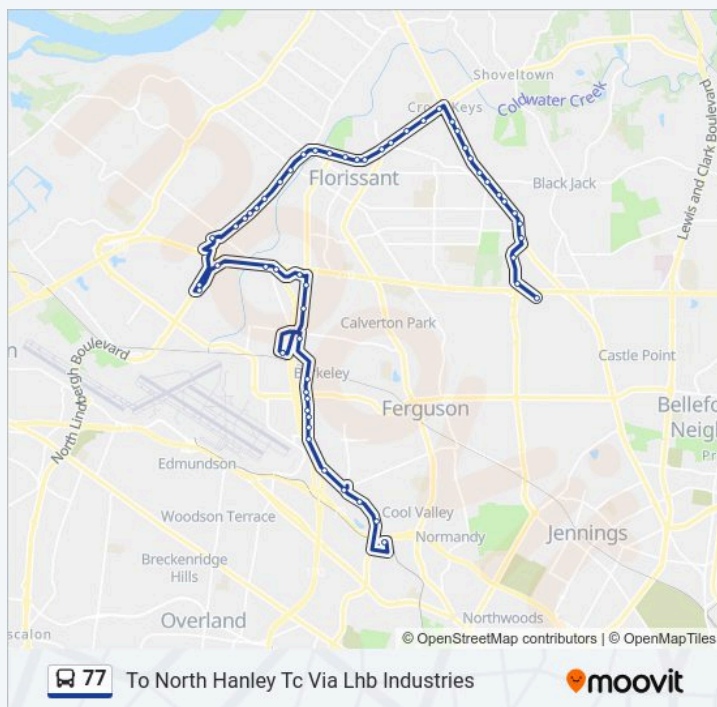 Shoveltown
Cross Keys
Coldwater Creek
Florissant
Black Jack
Lewis and Clark Boulevard
Calverton Park
Castle Point
North Lindbergh Boulevard
Berkeley
Ferguson
Bellefo
Neigh
Edmundson
Cool Valley
Woodson Terrace
Normandy
Jennings
Breckenridge
Hills
Northwoods
Overland
scalon
© OpenStreetMap contributors | © OpenMapTiles
77 To North Hanley Tc Via Lhb Industries
moovit